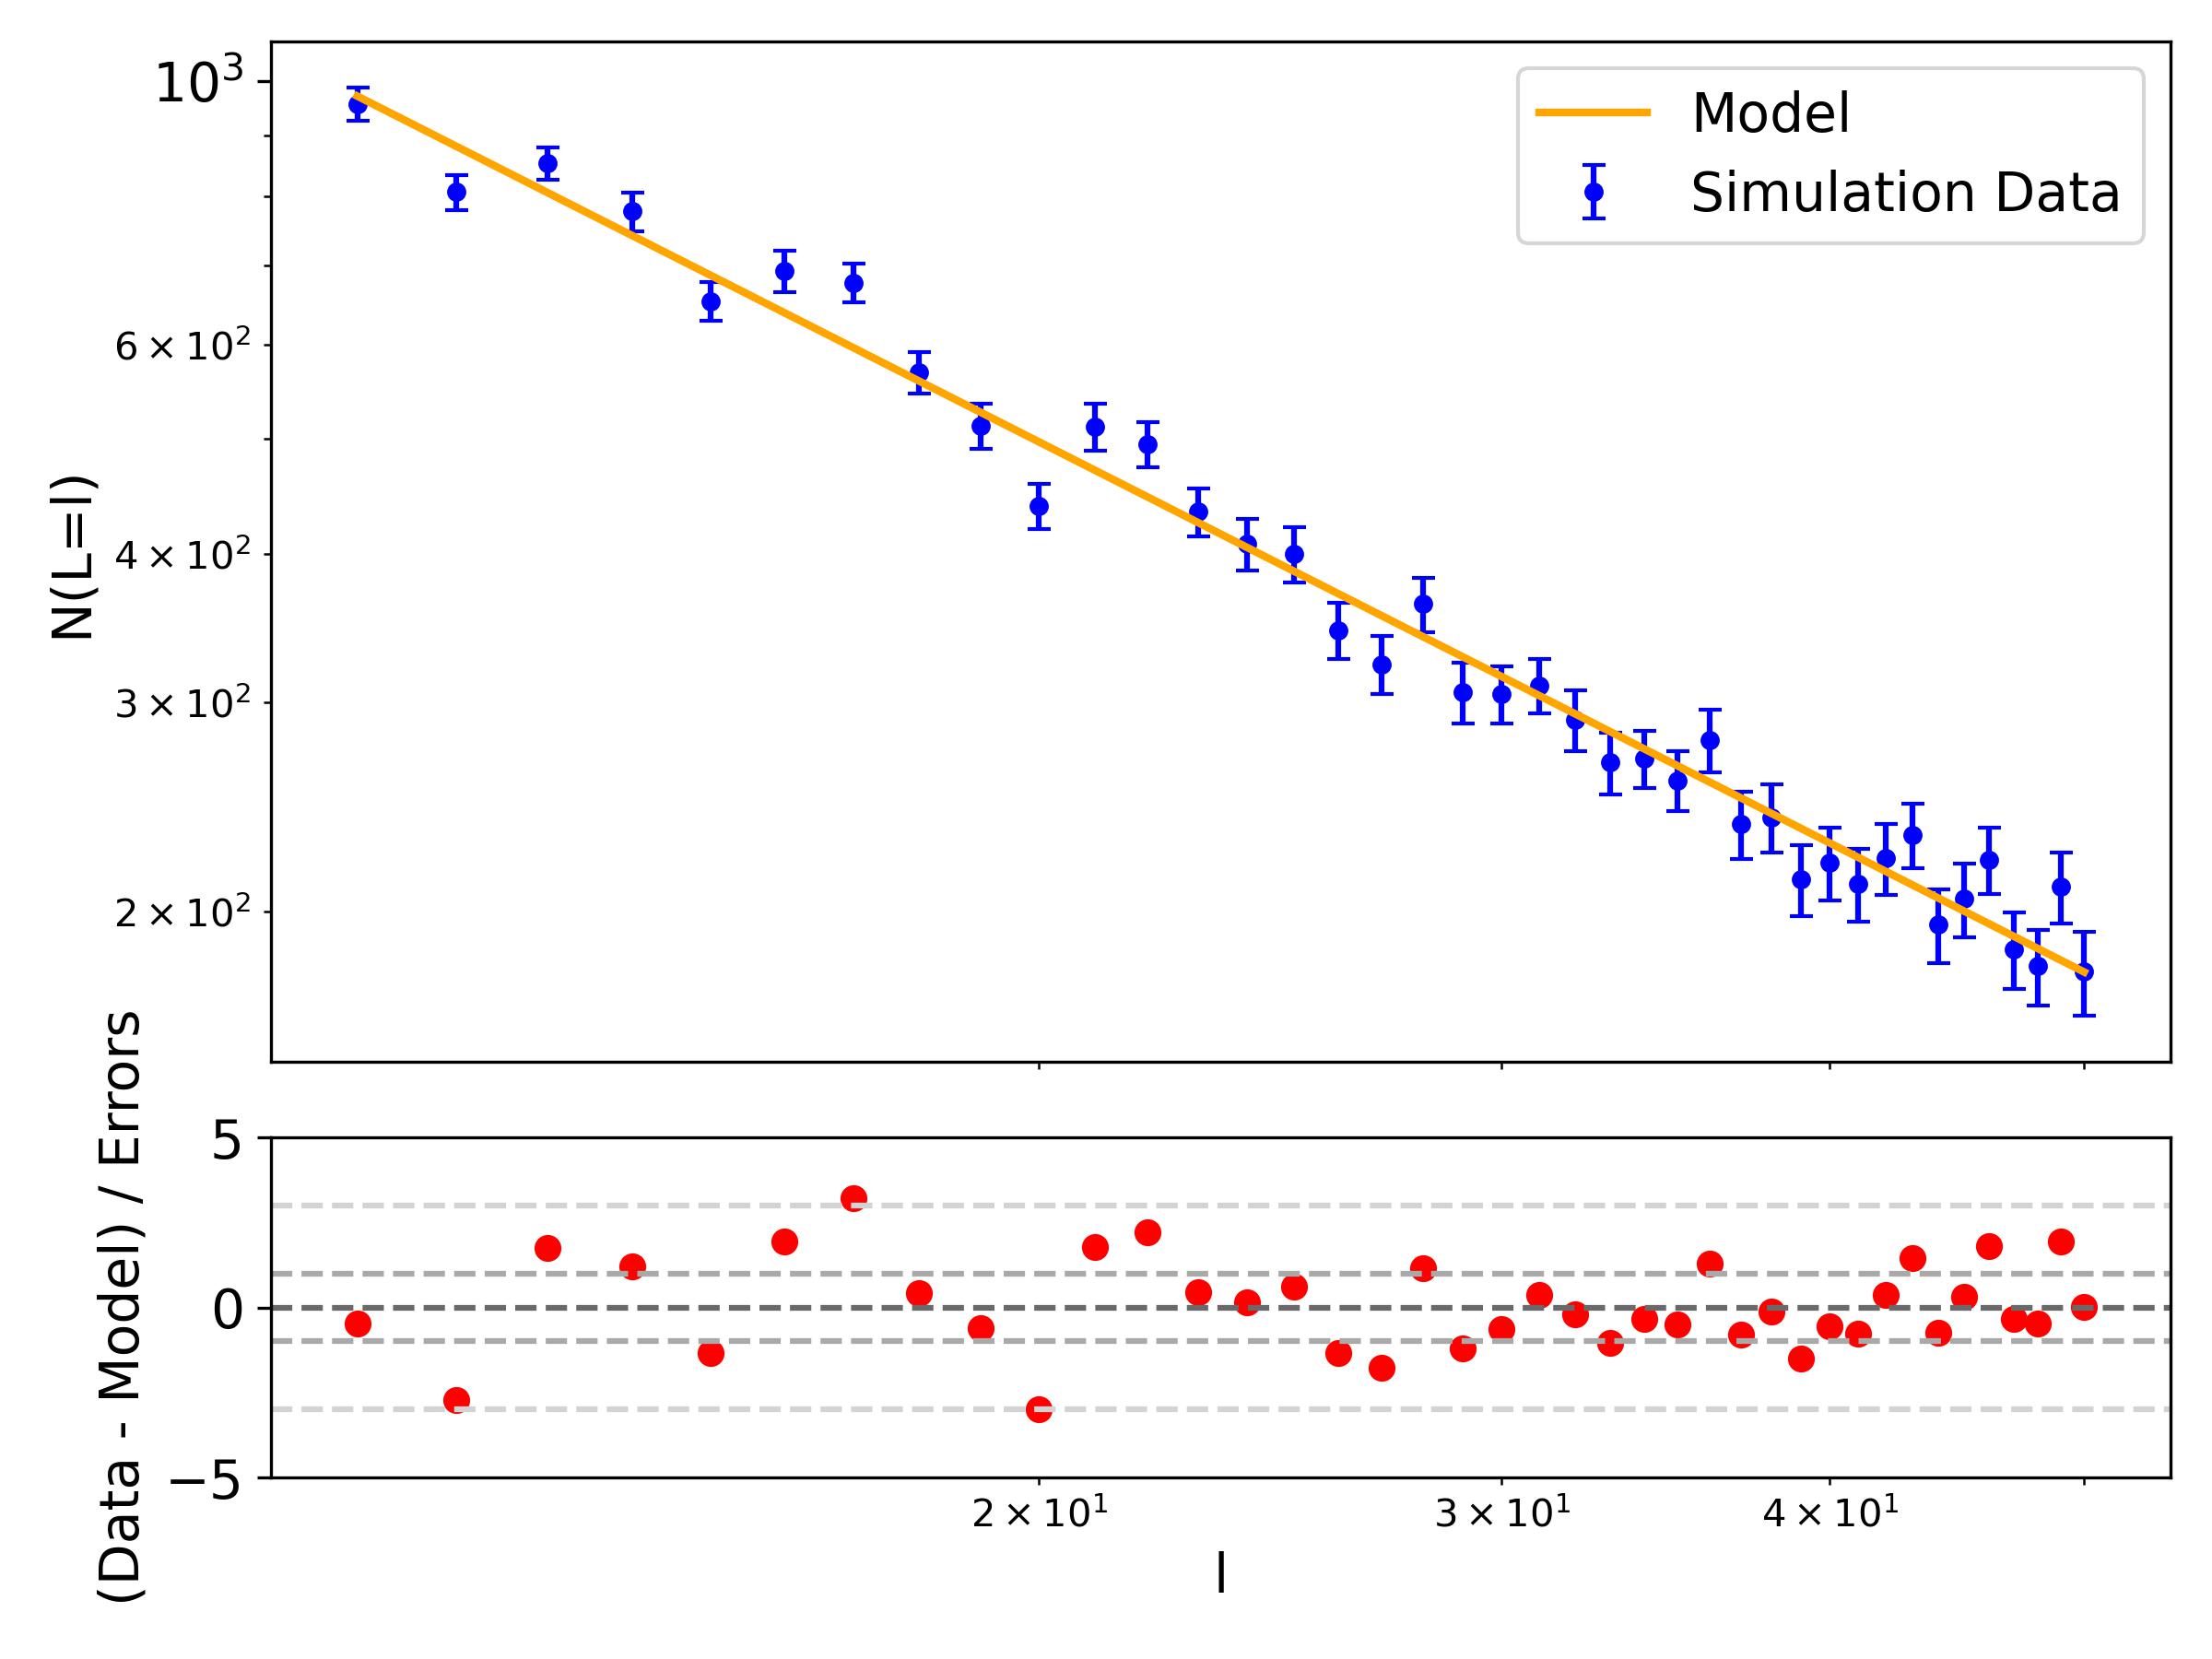 10³
6 × 10²
4 × 10²
3 × 10²
2 × 10²
N(L=l)
Model
Simulation Data
5
0
−5
(Data - Model) / Errors
2 × 10¹
3 × 10¹
4 × 10¹
l